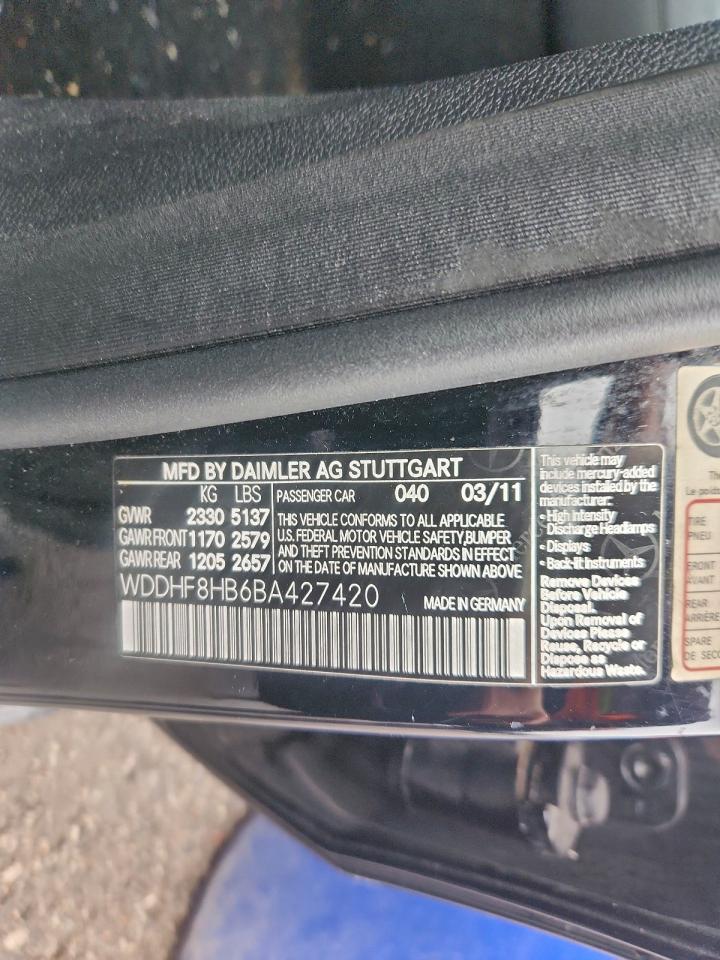 MFD BY DAIMLER AG STUTTGART
KG LBS
GVWR 2330 5137
GAWR FRONT 1170 2579
GAWR REAR 1205 2657
PASSENGER CAR 040 03/11
THIS VEHICLE CONFORMS TO ALL APPLICABLE
U.S. FEDERAL MOTOR VEHICLE SAFETY,BUMPER
AND THEFT PREVENTION STANDARDS IN EFFECT
ON THE DATE OF MANUFACTURE SHOWN ABOVE
WDDHF8HB6BA427420
MADE IN GERMANY
This vehicle may
include mercury-added
devices installed by the
manufacturer:
• High Intensity
Discharge Headlamps
• Displays
• Back-lit Instruments
Remove Devices
Before Vehicle
Disposal.
Upon Removal of
Devices Please
Reuse, Recycle or
Dispose as
Hazardous Waste.
TIRE
PNEU
FRONT
AVANT
REAR
ARRIÈRE
SPARE